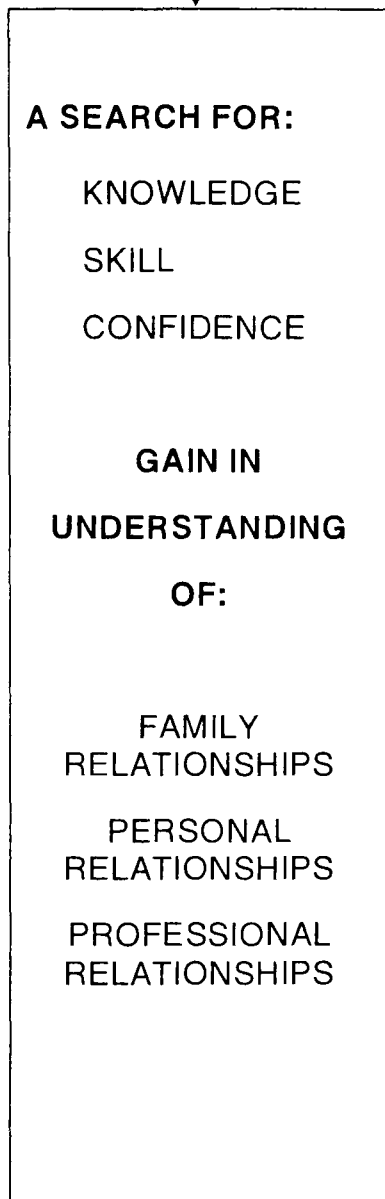 A SEARCH FOR:
KNOWLEDGE
SKILL
CONFIDENCE
GAIN IN
UNDERSTANDING
OF:
FAMILY
RELATIONSHIPS
PERSONAL
RELATIONSHIPS
PROFESSIONAL
RELATIONSHIPS